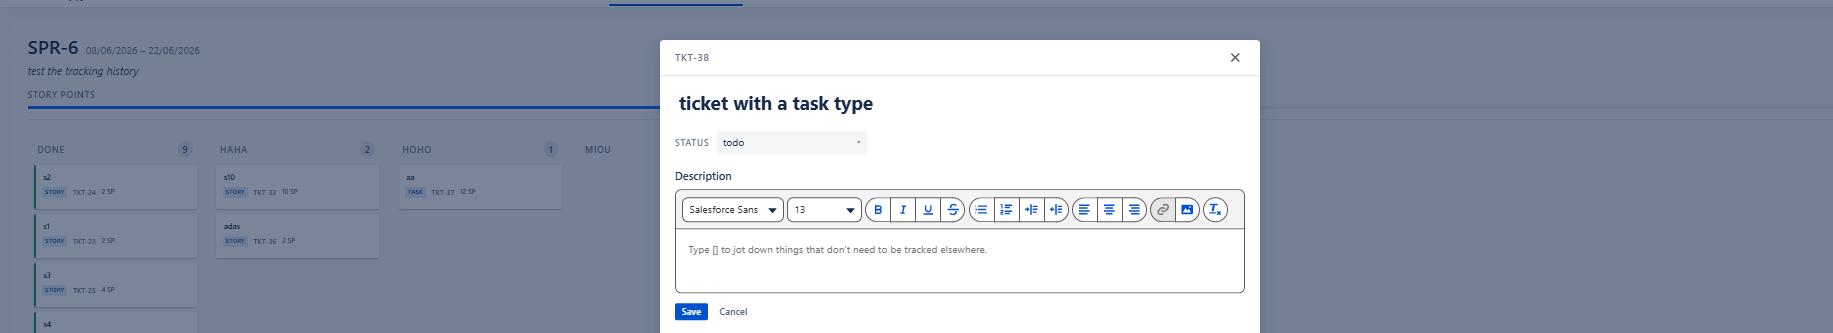 SPR-6 08/06/2026 – 22/06/2026
test the tracking history
STORY POINTS
DONE 9
s2
STORY TKT-24 2 SP
s1
STORY TKT-23 2 SP
s3
STORY TKT-25 4 SP
s4
HAHA 2
s10
STORY TKT-32 10 SP
adas
STORY TKT-36 2 SP
HOHO 1
aa
TASK TKT-37 12 SP
MIOU
TKT-38
ticket with a task type
STATUS todo
Description
Salesforce Sans 13 B I U S
Type [] to jot down things that don't need to be tracked elsewhere.
Save Cancel